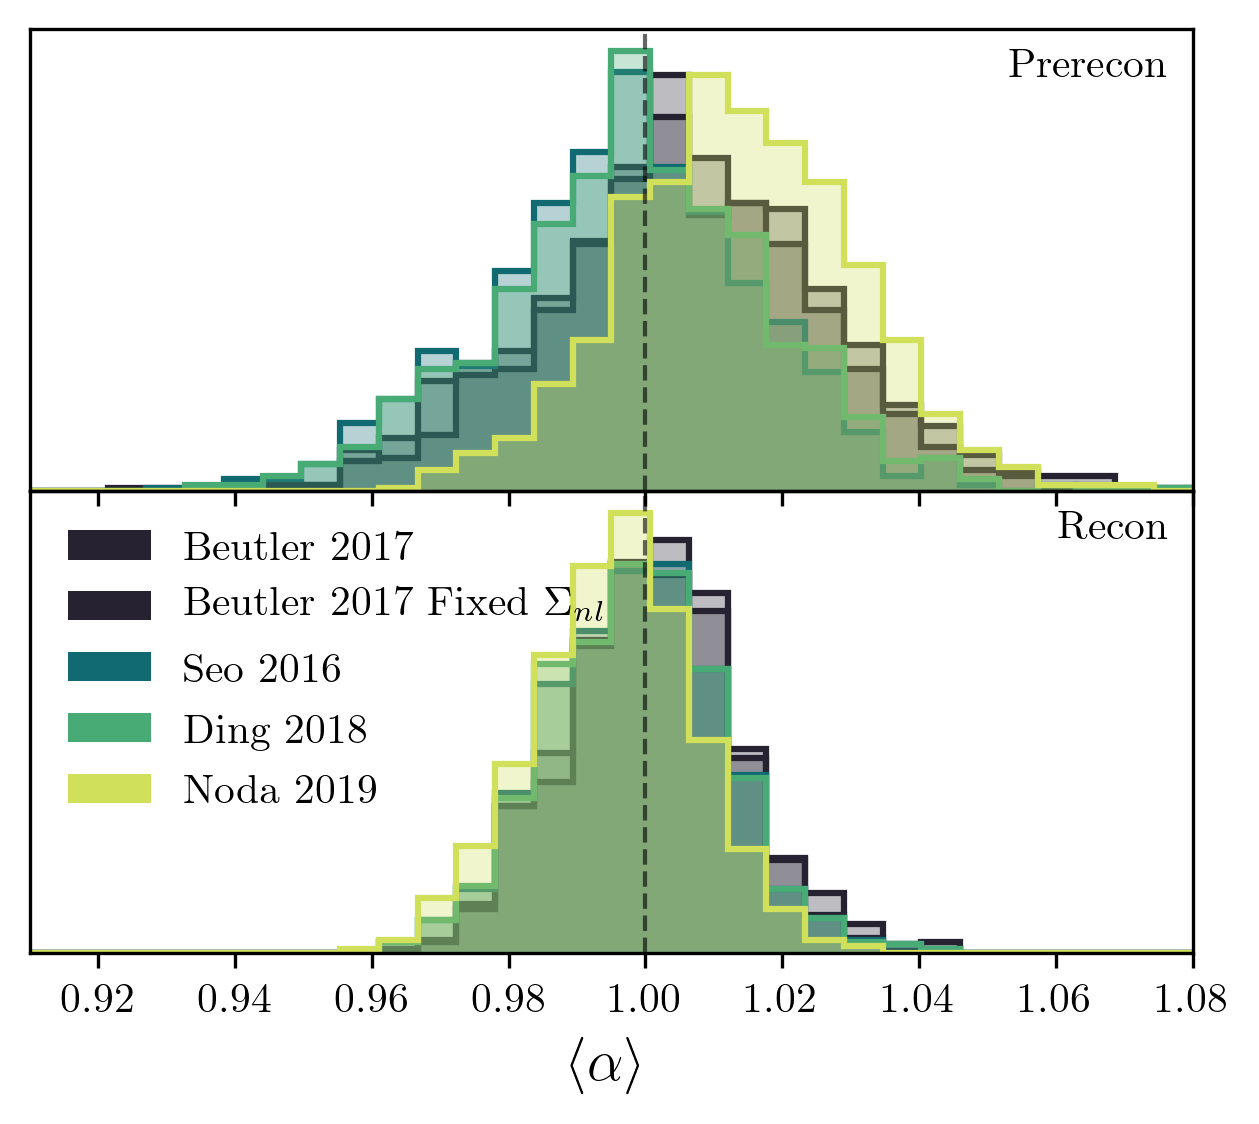 Prerecon
Recon
Beutler 2017
Beutler 2017 Fixed Σnl
Seo 2016
Ding 2018
Noda 2019
0.92 0.94 0.96 0.98 1.00 1.02 1.04 1.06 1.08
⟨α⟩